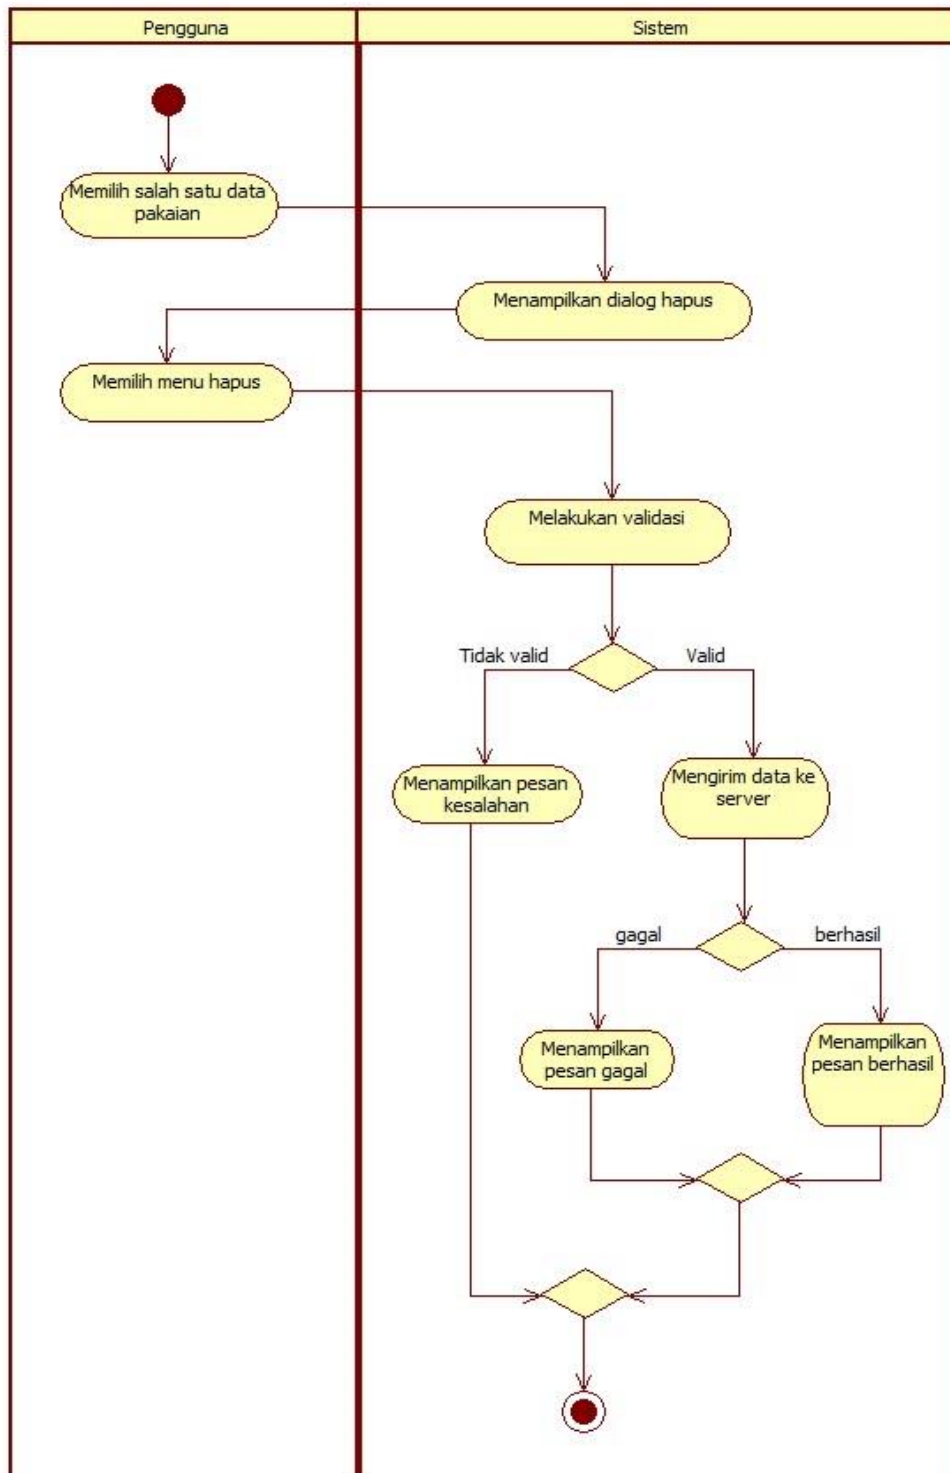 Pengguna
Sistem
Memilih salah satu data
pakaian
Menampilkan dialog hapus
Memilih menu hapus
Melakukan validasi
Tidak valid
Valid
Menampilkan pesan
kesalahan
Mengirim data ke
server
gagal
berhasil
Menampilkan
pesan gagal
Menampilkan
pesan berhasil